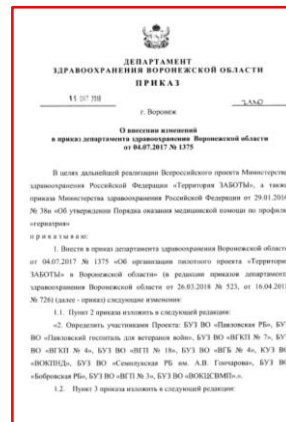 ДЕПАРТАМЕНТ
ЗДРАВООХРАНЕНИЯ ВОРОНЕЖСКОЙ ОБЛАСТИ
ПРИКАЗ
г. Воронеж
О внесении изменений
в приказ департамента здравоохранения Воронежской области
от 04.07.2017 № 1375
В целях дальнейшей реализации Всероссийского проекта Министерства
здравоохранения Российской Федерации «Территория ЗАБОТЫ», а также
приказа Министерства здравоохранения Российской Федерации от 29.01.2016
№ 38н «Об утверждении Порядка оказания медицинской помощи по профилю
«гериатрия»
приказываю:
1. Внести в приказ департамента здравоохранения Воронежской области
от 04.07.2017 № 1375 «Об организации пилотного проекта «Территория
ЗАБОТЫ» в Воронежской области» (в редакции приказов департамента
здравоохранения Воронежской области от 26.03.2018 № 523, от 16.04.2018
№ 726) (далее - приказ) следующие изменения:
1.1. Пункт 2 приказа изложить в следующей редакции:
«2. Определить участниками Проекта: БУЗ ВО «Павловская РБ», БУЗ
ВО «Павловский госпиталь для ветеранов войн», БУЗ ВО «ВГКП № 7», БУЗ
ВО «ВГКП № 4», БУЗ ВО «ВГП № 18», БУЗ ВО «ВГБ № 4», КУЗ ВО
«ВОКПНД», БУЗ ВО «Семилукская РБ им. А.В. Гончарова», БУЗ ВО
«Бобровская РБ», БУЗ ВО «ВГП № 3», БУЗ ВО «ВОКЦСВМП».».
1.2. Пункт 3 приказа изложить в следующей редакции: